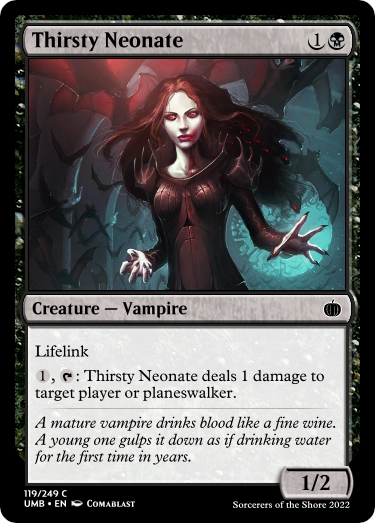 Thirsty Neonate 1
Creature — Vampire
Lifelink
1, : Thirsty Neonate deals 1 damage to
target player or planeswalker.
A mature vampire drinks blood like a fine wine.
A young one gulps it down as if drinking water
for the first time in years.
1/2
119/249 C
UMB • EN Comablast
Sorcerers of the Shore 2022